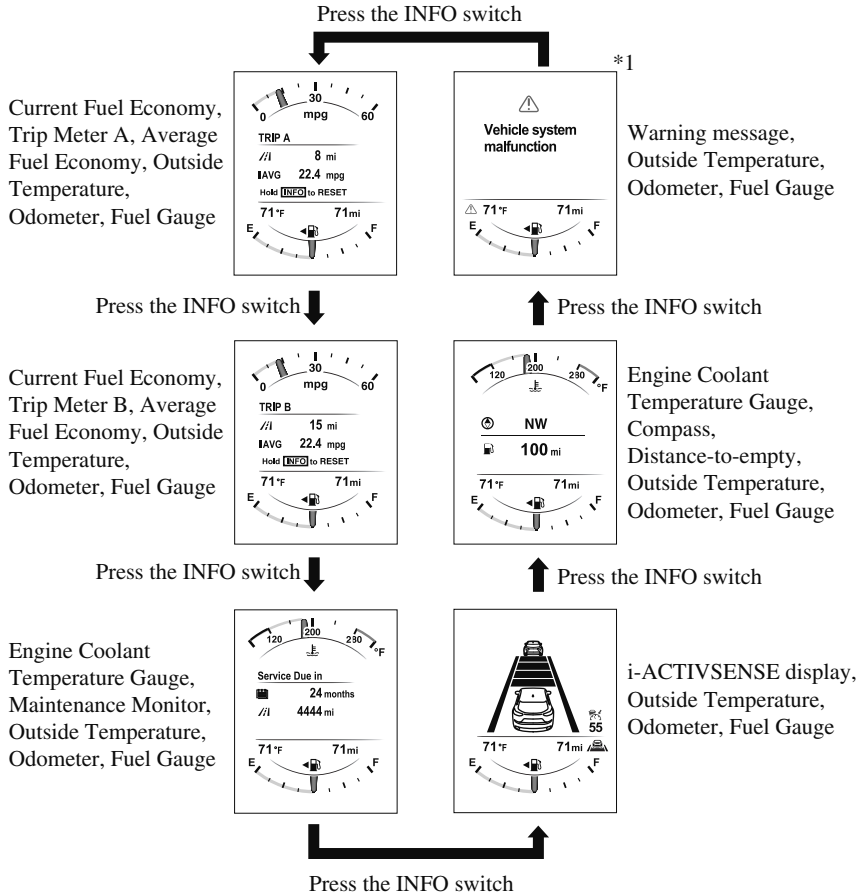 Press the INFO switch
*1
Current Fuel Economy,
Trip Meter A, Average
Fuel Economy, Outside
Temperature,
Odometer, Fuel Gauge
0 30 60
mpg
TRIP A
8 mi
AVG 22.4 mpg
Hold INFO to RESET
71°F 71mi
E F
Vehicle system
malfunction
71°F 71mi
E F
Warning message,
Outside Temperature,
Odometer, Fuel Gauge
Press the INFO switch
Press the INFO switch
Current Fuel Economy,
Trip Meter B, Average
Fuel Economy, Outside
Temperature,
Odometer, Fuel Gauge
0 30 60
mpg
TRIP B
15 mi
AVG 22.4 mpg
Hold INFO to RESET
71°F 71mi
E F
120 200 280 °F
NW
100 mi
71°F 71mi
E F
Engine Coolant
Temperature Gauge,
Compass,
Distance-to-empty,
Outside Temperature,
Odometer, Fuel Gauge
Press the INFO switch
Press the INFO switch
Engine Coolant
Temperature Gauge,
Maintenance Monitor,
Outside Temperature,
Odometer, Fuel Gauge
120 200 280 °F
Service Due in
24 months
4444 mi
71°F 71mi
E F
55
71°F 71mi
E F
i-ACTIVSENSE display,
Outside Temperature,
Odometer, Fuel Gauge
Press the INFO switch